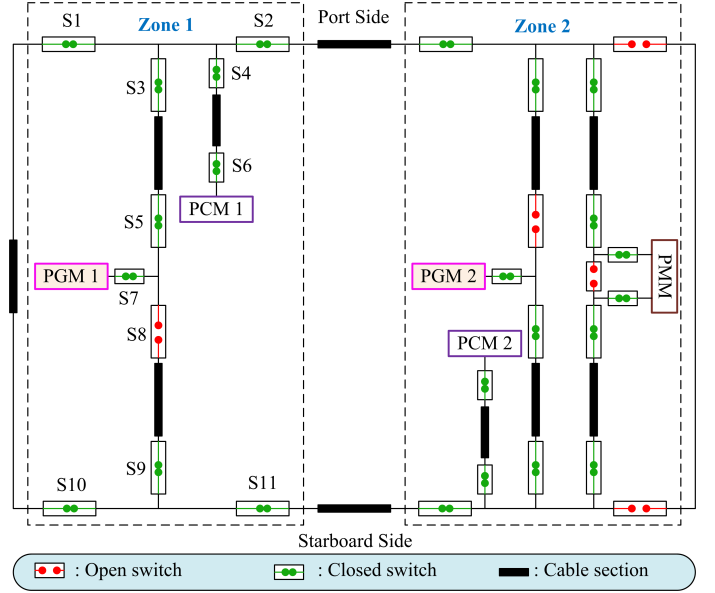 Port Side
S1
Zone 1
S2
Zone 2
S3
S4
S6
PCM 1
S5
PGM 1
PGM 2
PMM
S7
S8
PCM 2
S9
S10
S11
Starboard Side
: Open switch
: Closed switch
: Cable section